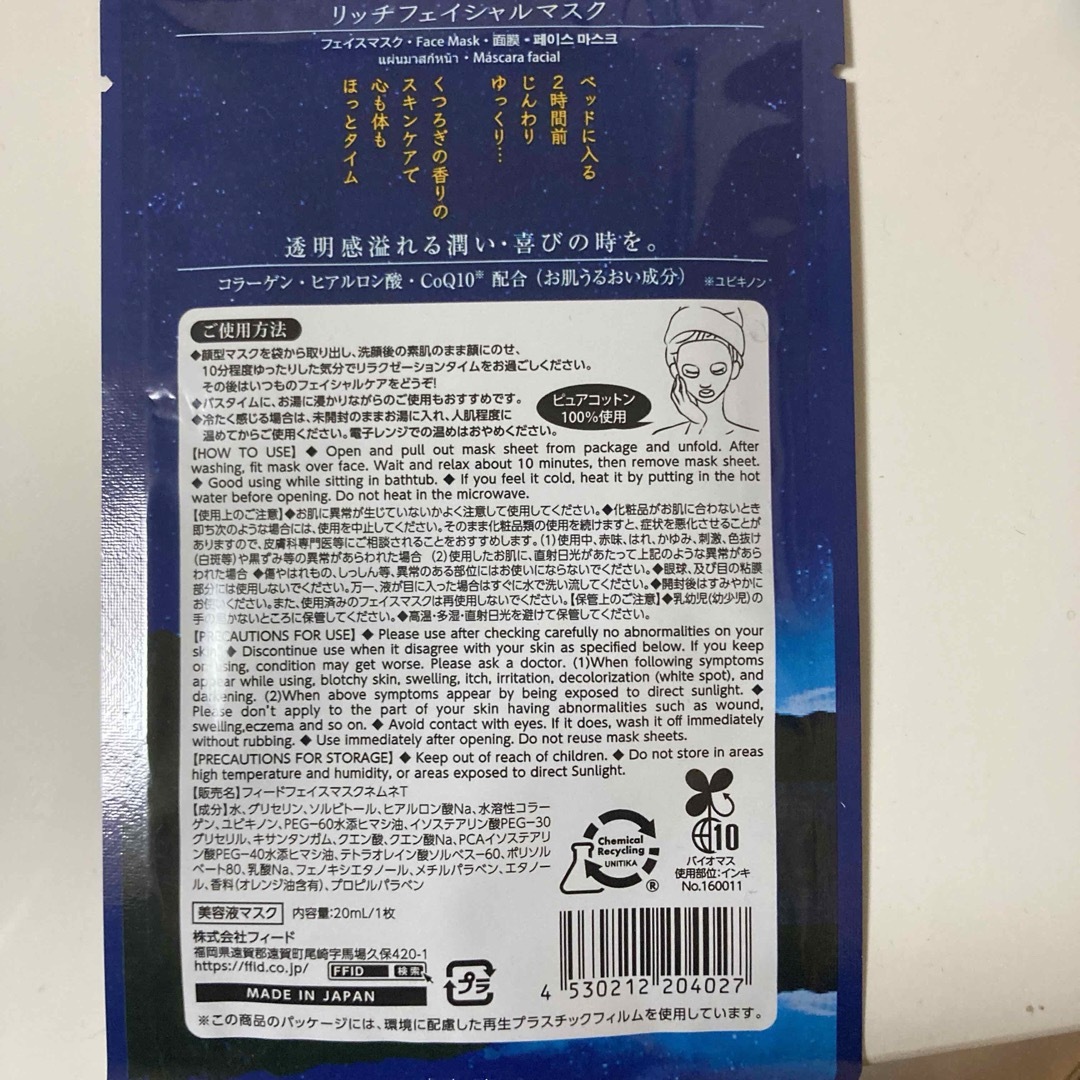 リッチフェイシャルマスク
フェイスマスク・Face Mask・面膜・페이스 마스크
แผ่นมาสก์หน้า・Máscara facial
ベッドに入る
2時間前
じんわり
ゆっくり…
くつろぎの香りの
スキンケアで
心も体も
ほっとタイム
透明感溢れる潤い・喜びの時を。
コラーゲン・ヒアルロン酸・CoQ10※ 配合（お肌うるおい成分） ※ユビキノン
ご使用方法
◆顔型マスクを袋から取り出し、洗顔後の素肌のまま顔にのせ、
10分程度ゆったりした気分でリラクゼーションタイムをお過ごしください。
その後はいつものフェイシャルケアをどうぞ!
◆バスタイムに、お湯に浸かりながらのご使用もおすすめです。
◆冷たく感じる場合は、未開封のままお湯に入れ、人肌程度に
温めてからご使用ください。電子レンジでの温めはおやめください。
ピュアコットン
100%使用
【HOW TO USE】 ◆ Open and pull out mask sheet from package and unfold. After
washing, fit mask over face. Wait and relax about 10 minutes, then remove mask sheet.
◆ Good using while sitting in bathtub. ◆ If you feel it cold, heat it by putting in the hot
water before opening. Do not heat in the microwave.
【使用上のご注意】◆お肌に異常が生じていないかよく注意して使用してください。◆化粧品がお肌に合わないとき
即ち次のような場合には、使用を中止してください。そのまま化粧品類の使用を続けますと、症状を悪化させることが
ありますので、皮膚科専門医等にご相談されることをおすすめします。(1)使用中、赤味、はれ、かゆみ、刺激、色抜け
(白斑等)や黒ずみ等の異常があらわれた場合 (2)使用したお肌に、直射日光があたって上記のような異常があら
われた場合 ◆傷やはれもの、しっしん等、異常のある部位にはお使いにならないでください。◆眼球、及び目の粘膜
部分には使用しないでください。万一、液が目に入った場合はすぐに水で洗い流してください。◆開封後はすみやかに
お使いください。また、使用済みのフェイスマスクは再使用しないでください。【保管上のご注意】◆乳幼児(幼少児)の
手の届かないところに保管してください。◆高温・多湿・直射日光を避けて保管してください。
【PRECAUTIONS FOR USE】 ◆ Please use after checking carefully no abnormalities on your
skin. ◆ Discontinue use when it disagree with your skin as specified below. If you keep
on using, condition may get worse. Please ask a doctor. (1)When following symptoms
appear while using, blotchy skin, swelling, itch, irritation, decolorization (white spot), and
darkening. (2)When above symptoms appear by being exposed to direct sunlight. ◆
Please don't apply to the part of your skin having abnormalities such as wound,
swelling,eczema and so on. ◆ Avoid contact with eyes. If it does, wash it off immediately
without rubbing. ◆ Use immediately after opening. Do not reuse mask sheets.
【PRECAUTIONS FOR STORAGE】 ◆ Keep out of reach of children. ◆ Do not store in areas
high temperature and humidity, or areas exposed to direct Sunlight.
【販売名】フィードフェイスマスクネムネT
【成分】水、グリセリン、ソルビトール、ヒアルロン酸Na、水溶性コラー
ゲン、ユビキノン、PEG-60水添ヒマシ油、イソステアリン酸PEG-30
グリセリル、キサンタンガム、クエン酸、クエン酸Na、PCAイソステアリ
ン酸PEG-40水添ヒマシ油、テトラオレイン酸ソルベス-60、ポリソル
ベート80、乳酸Na、フェノキシエタノール、メチルパラベン、エタノー
ル、香料(オレンジ油含有)、プロピルパラベン
Chemical
Recycling
UNITIKA
®
10
バイオマス
使用部位:インキ
No.160011
美容液マスク 内容量:20mL/1枚
株式会社フィード
福岡県遠賀郡遠賀町尾崎字馬場久保420-1
https://ffid.co.jp/ FFID 検索
MADE IN JAPAN
プラ
4 530212 204027
※この商品のパッケージには、環境に配慮した再生プラスチックフィルムを使用しています。